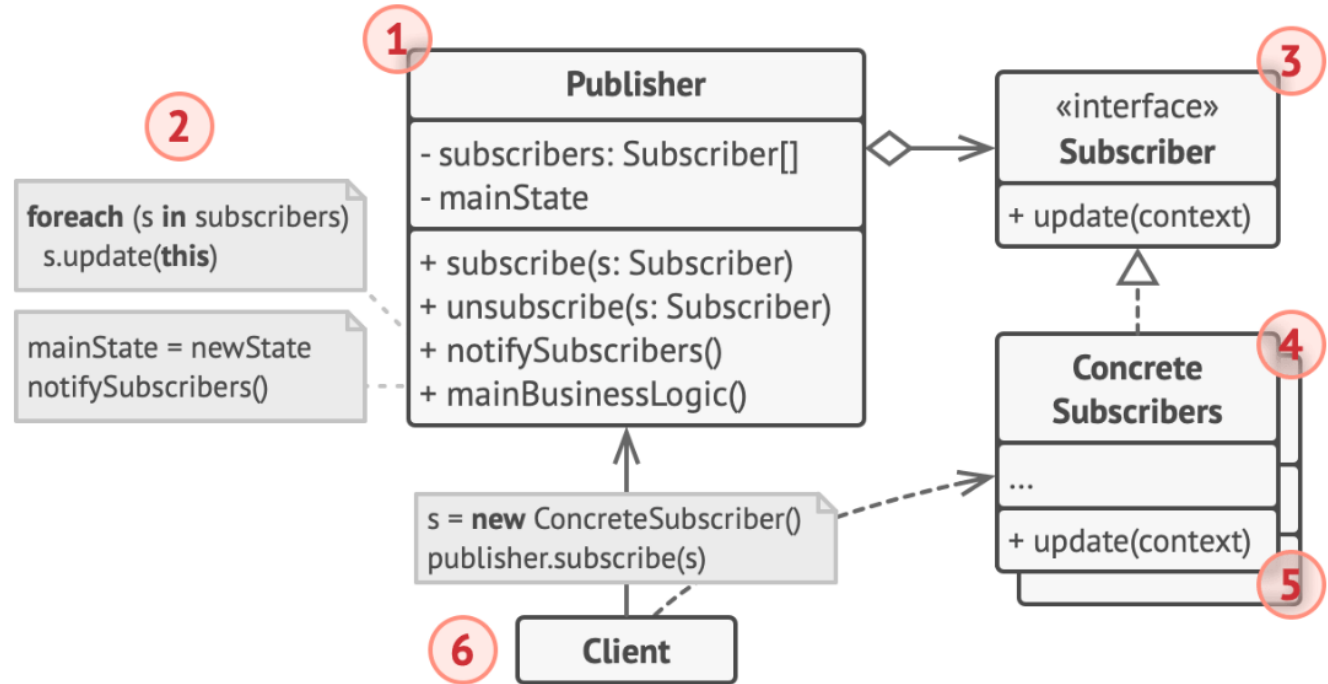 1
Publisher
- subscribers: Subscriber[]
- mainState
+ subscribe(s: Subscriber)
+ unsubscribe(s: Subscriber)
+ notifySubscribers()
+ mainBusinessLogic()
2
foreach (s in subscribers)
s.update(this)
mainState = newState
notifySubscribers()
3
«interface»
Subscriber
+ update(context)
4
Concrete
Subscribers
...
+ update(context)
5
s = new ConcreteSubscriber()
publisher.subscribe(s)
6
Client